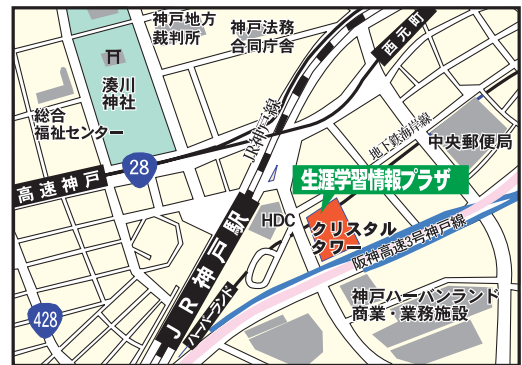 神戸地方
裁判所
神戸法務
合同庁舎
西元町
湊川
神社
総合
福祉センター
JR神戸線
地下鉄海岸線
中央郵便局
28
高速神戸
生涯学習情報プラザ
HDC
クリスタル
タワー
JR神戸駅
阪神高速3号神戸線
ハーバーランド
神戸ハーバンランド
商業・業務施設
428